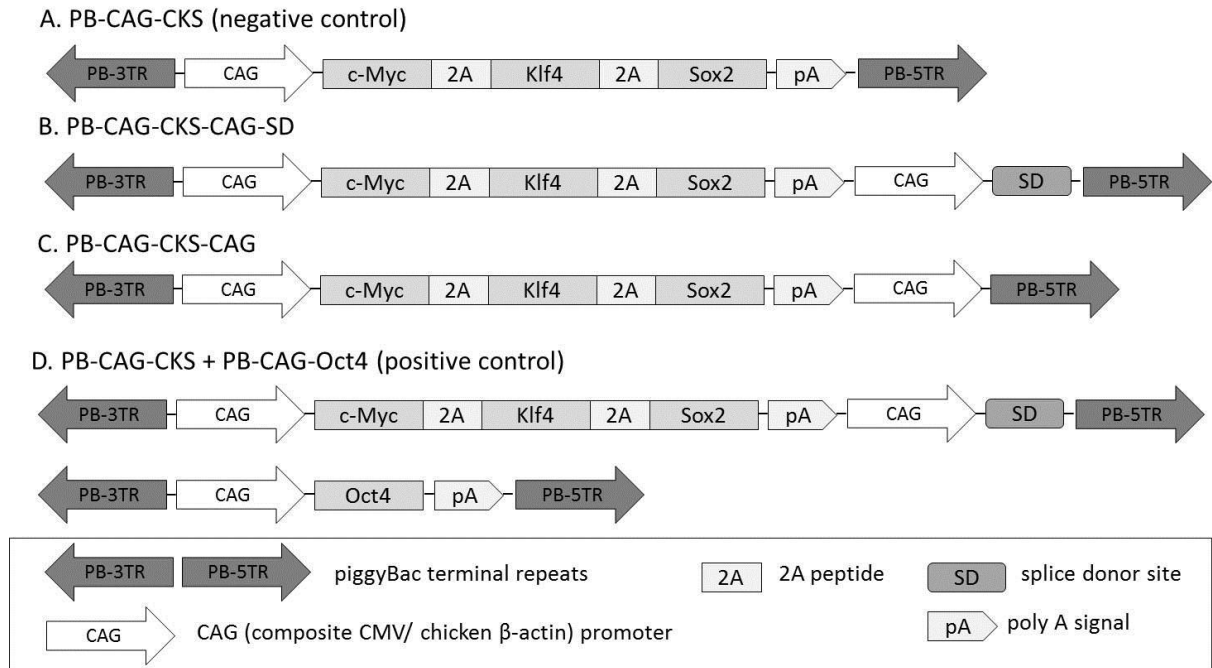 A. PB-CAG-CKS (negative control)
PB-3TR CAG c-Myc 2A Klf4 2A Sox2 pA PB-5TR
B. PB-CAG-CKS-CAG-SD
PB-3TR CAG c-Myc 2A Klf4 2A Sox2 pA CAG SD PB-5TR
C. PB-CAG-CKS-CAG
PB-3TR CAG c-Myc 2A Klf4 2A Sox2 pA CAG PB-5TR
D. PB-CAG-CKS + PB-CAG-Oct4 (positive control)
PB-3TR CAG c-Myc 2A Klf4 2A Sox2 pA CAG SD PB-5TR
PB-3TR CAG Oct4 pA PB-5TR
PB-3TR PB-5TR piggyBac terminal repeats 2A 2A peptide SD splice donor site
CAG CAG (composite CMV/ chicken β-actin) promoter pA poly A signal